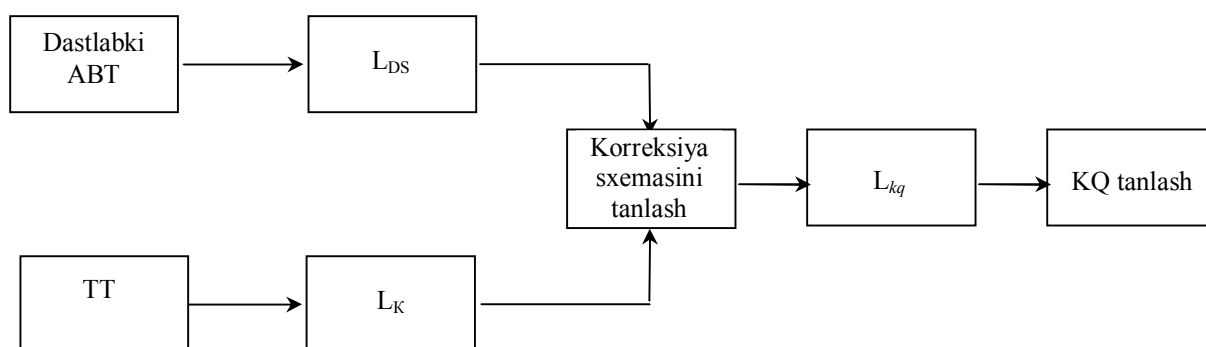 Dastlabki
ABT
L_DS
Korreksiya
sxemasini
tanlash
L_kq
KQ tanlash
TT
L_K